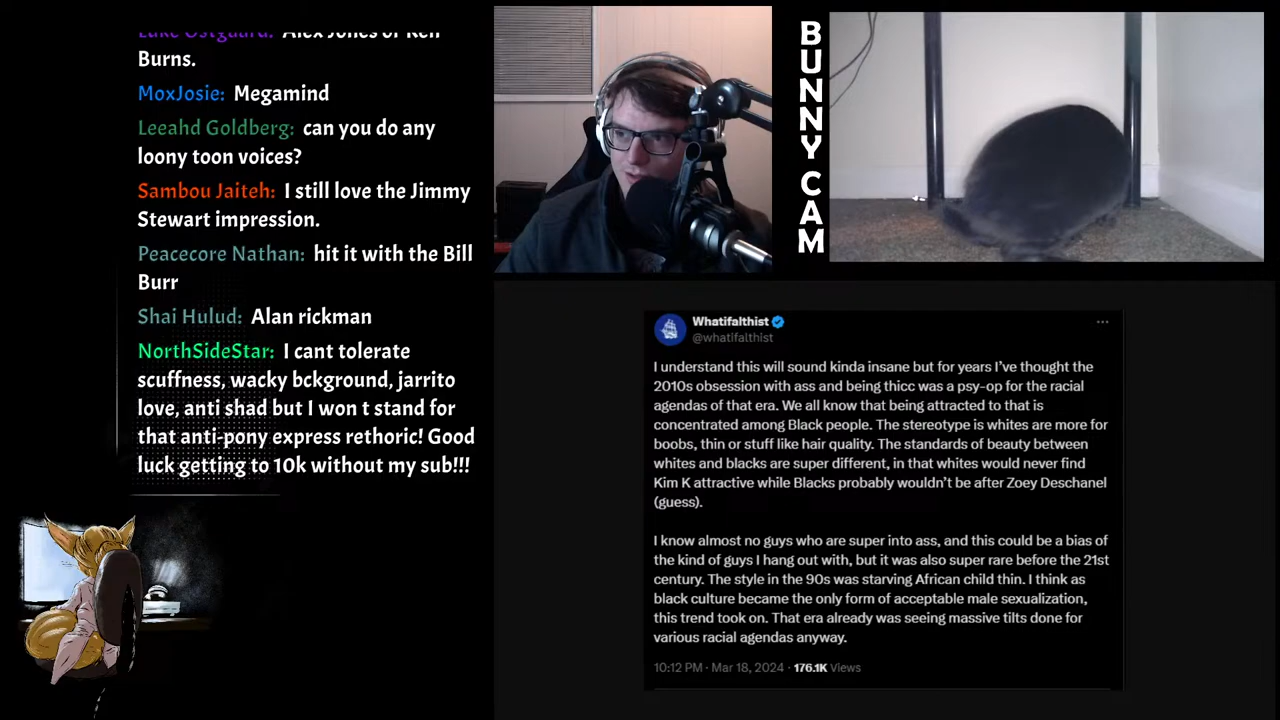 Luke Ostgaard: Alex Jones or Ken
Burns.
MoxJosie: Megamind
Leeahd Goldberg: can you do any
loony toon voices?
Sambou Jaiteh: I still love the Jimmy
Stewart impression.
Peacecore Nathan: hit it with the Bill
Burr
Shai Hulud: Alan rickman
NorthSideStar: I cant tolerate
scuffness, wacky bckground, jarrito
love, anti shad but I won t stand for
that anti-pony express rethoric! Good
luck getting to 10k without my sub!!!
BUNNY CAM
Whatifalthist
@whatifalthist
I understand this will sound kinda insane but for years I've thought the
2010s obsession with ass and being thicc was a psy-op for the racial
agendas of that era. We all know that being attracted to that is
concentrated among Black people. The stereotype is whites are more for
boobs, thin or stuff like hair quality. The standards of beauty between
whites and blacks are super different, in that whites would never find
Kim K attractive while Blacks probably wouldn't be after Zoey Deschanel
(guess).
I know almost no guys who are super into ass, and this could be a bias of
the kind of guys I hang out with, but it was also super rare before the 21st
century. The style in the 90s was starving African child thin. I think as
black culture became the only form of acceptable male sexualization,
this trend took on. That era already was seeing massive tilts done for
various racial agendas anyway.
10:12 PM · Mar 18, 2024 · 176.1K Views